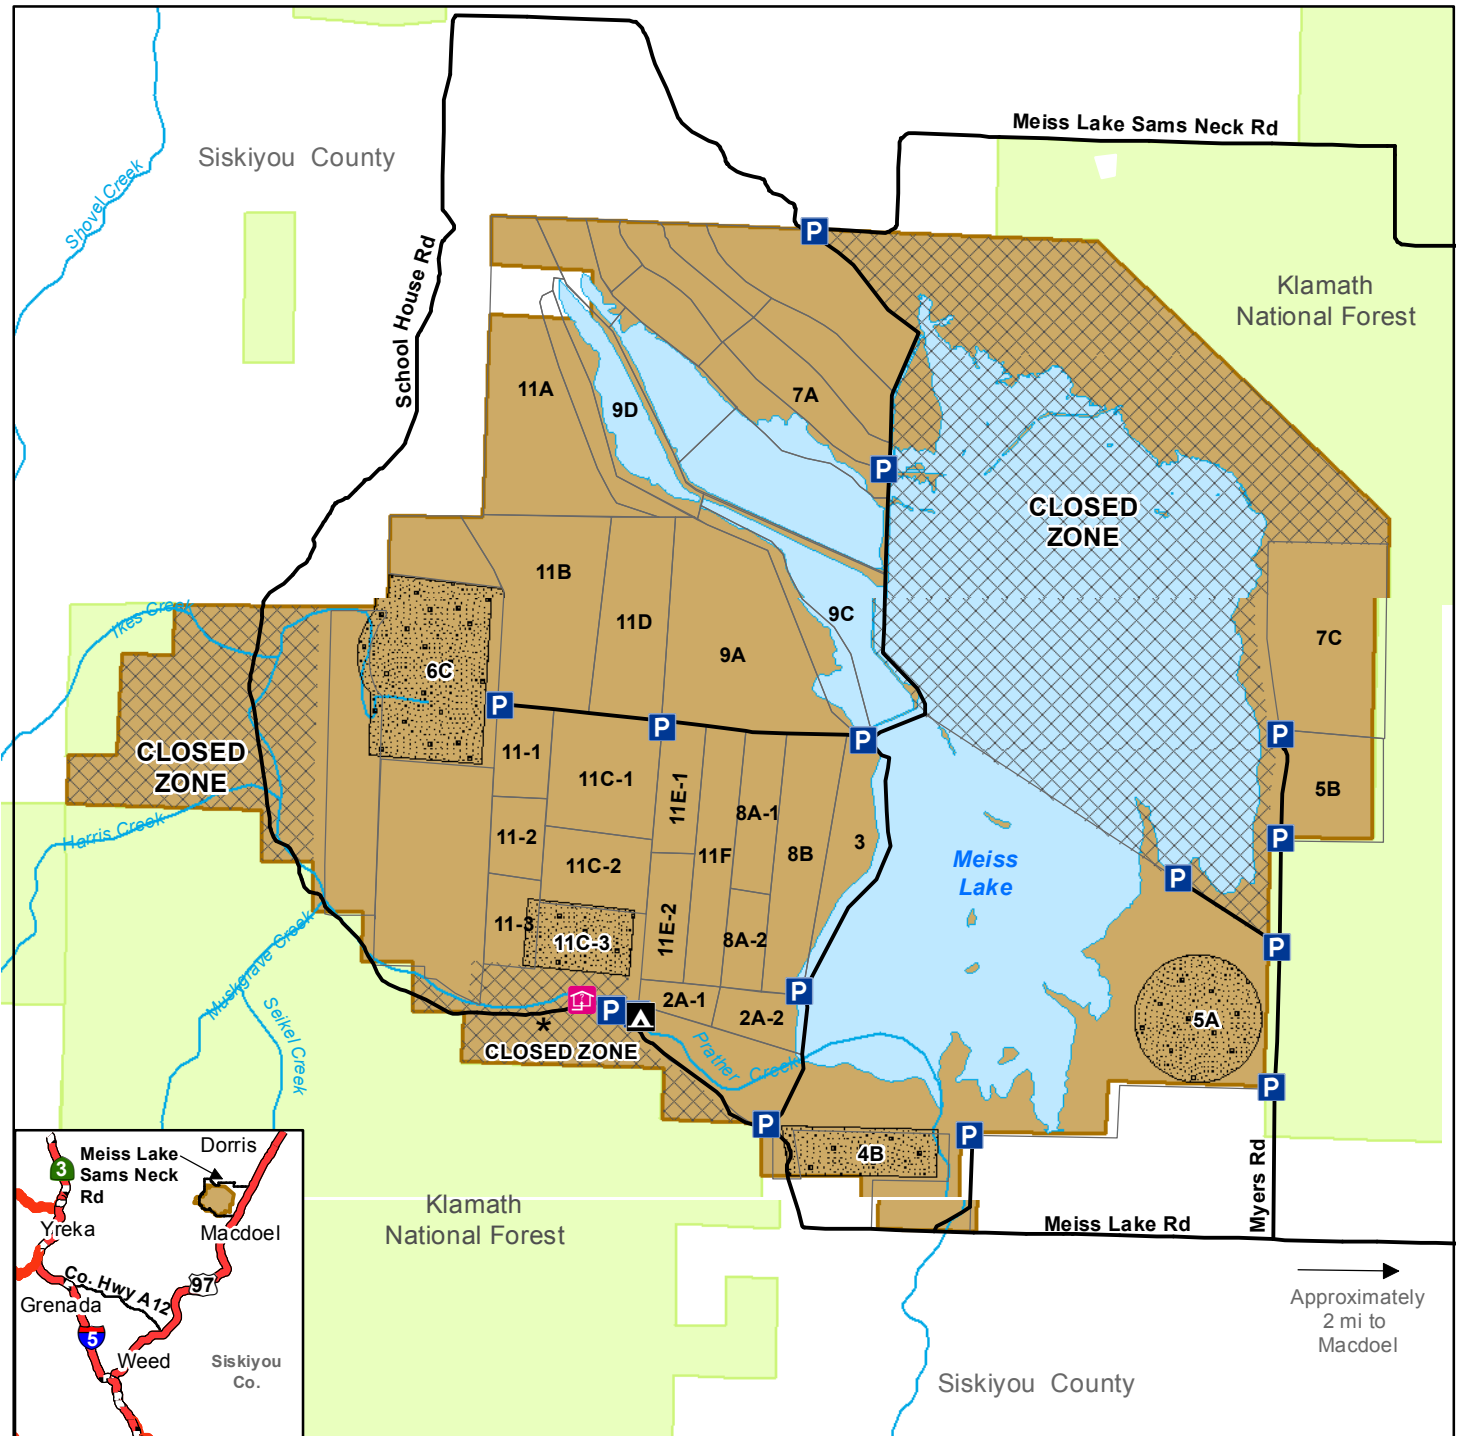 Meiss Lake Sams Neck Rd
Siskiyou County
Shovel Creek
School House Rd
Klamath
National Forest
P
11A
9D
7A
P
CLOSED
ZONE
11B
11D
9A
9C
7C
Ikes Creek
6C
P
P
P
P
CLOSED
ZONE
11-1
11C-1
11E-1
8A-1
3
5B
Harris Creek
11-2
11C-2
11F
8B
P
Meiss
Lake
P
11-3
11C-3
11E-2
8A-2
P
Muskgrave Creek
Seikel Creek
P
2A-1
2A-2
P
5A
*
CLOSED ZONE
Prather Creek
P
P
P
4B
Myers Rd
Meiss Lake Rd
Klamath
National Forest
Approximately
2 mi to
Macdoel
Siskiyou County
Dorris
3
Meiss Lake
Sams Neck
Rd
Yreka
Macdoel
Co. Hwy A12
97
Grenada
5
Weed
Siskiyou
Co.